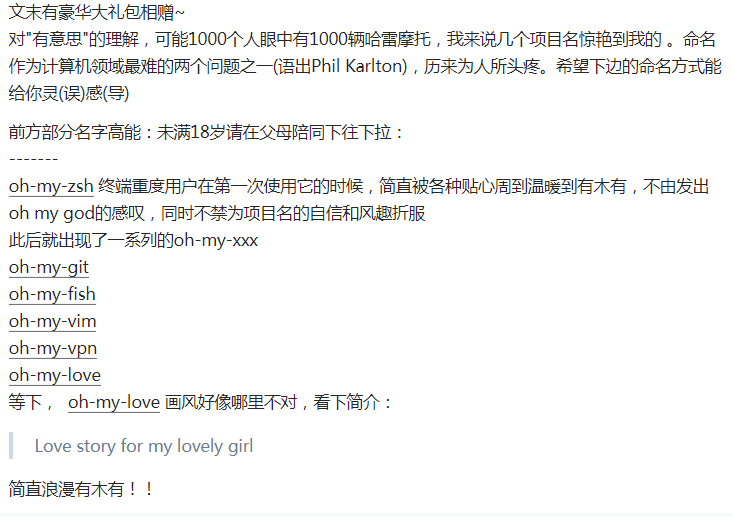 文末有豪华大礼包相赠~
对"有意思"的理解，可能1000个人眼中有1000辆哈雷摩托，我来说几个项目名惊艳到我的 。命名
作为计算机领域最难的两个问题之一(语出Phil Karlton)，历来为人所头疼。希望下边的命名方式能
给你灵(误)感(导)
前方部分名字高能：未满18岁请在父母陪同下往下拉：
-------
oh-my-zsh 终端重度用户在第一次使用它的时候，简直被各种贴心周到温暖到有木有，不由发出
oh my god的感叹，同时不禁为项目名的自信和风趣折服
此后就出现了一系列的oh-my-xxx
oh-my-git
oh-my-fish
oh-my-vim
oh-my-vpn
oh-my-love
等下， oh-my-love 画风好像哪里不对，看下简介：
Love story for my lovely girl
简直浪漫有木有！！